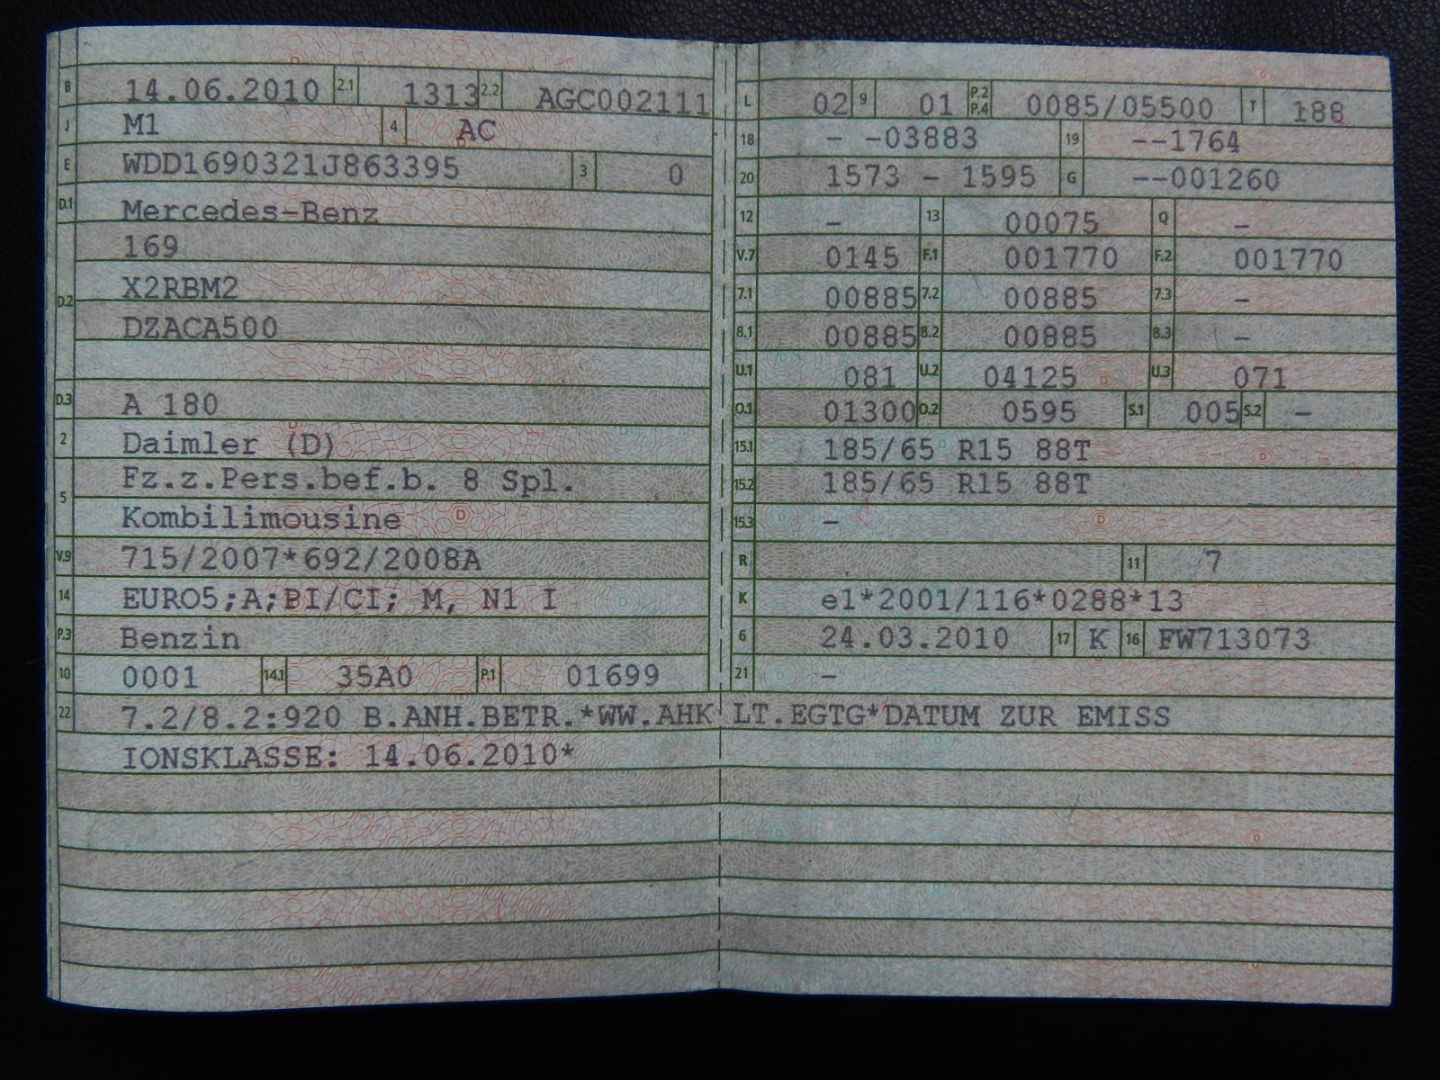 B 14.06.2010 2.1 1313 2.2 AGC002111
J M1 4 AC
E WDD1690321J863395 3 0
D.1 Mercedes-Benz
169
D.2 X2RBM2
DZACA500
D.3 A 180
2 Daimler (D)
5 Fz.z.Pers.bef.b. 8 Spl.
Kombilimousine
V.9 715/2007*692/2008A
14 EURO5;A;BI/CI; M, N1 I
P.3 Benzin
10 0001 14.1 35A0 P.1 01699
L 02 9 01 P.2 P.4 0085/05500 T 188
18 - -03883 19 --1764
20 1573 - 1595 G --001260
12 - 13 00075 Q -
V.7 0145 F.1 001770 F.2 001770
7.1 00885 7.2 00885 7.3 -
8.1 00885 8.2 00885 8.3 -
U.1 081 U.2 04125 U.3 071
O.1 01300 O.2 0595 S.1 005 S.2 -
15.1 185/65 R15 88T
15.2 185/65 R15 88T
15.3 -
R 11 7
K e1*2001/116*0288*13
6 24.03.2010 17 K 16 FW713073
21 -
22 7.2/8.2:920 B.ANH.BETR.*WW.AHK LT.EGTG*DATUM ZUR EMISS
IONSKLASSE: 14.06.2010*